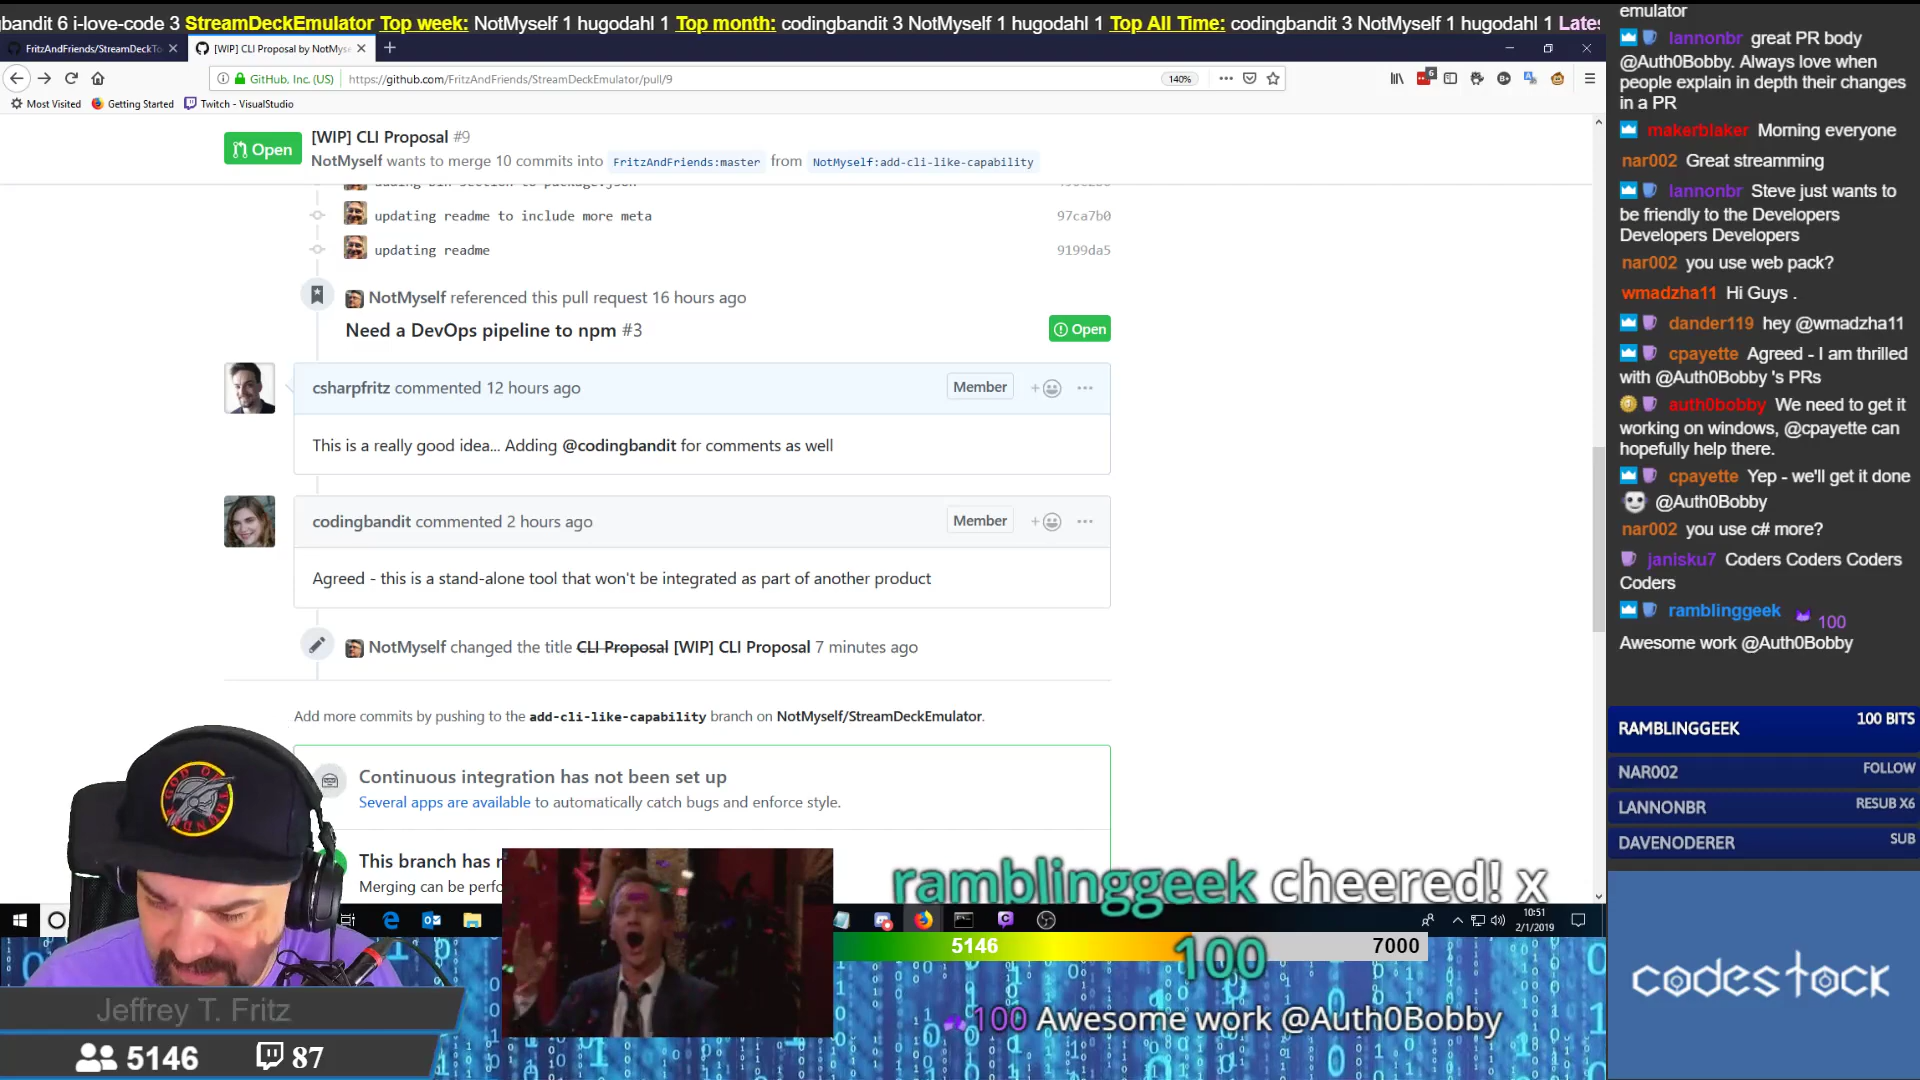 bandit 6 i-love-code 3 StreamDeckEmulator Top week: NotMyself 1 hugodahl 1 Top month: codingbandit 3 NotMyself 1 hugodahl 1 Top All Time: codingbandit 3 NotMyself 1 hugodahl 1 Lates
FritzAndFriends/StreamDeckTo
[WIP] CLI Proposal by NotMyse
GitHub, Inc. (US)
https://github.com/FritzAndFriends/StreamDeckEmulator/pull/9
140%
6
Most Visited
Getting Started
Twitch - VisualStudio
Open
[WIP] CLI Proposal #9
NotMyself wants to merge 10 commits into FritzAndFriends:master from NotMyself:add-cli-like-capability
adding bin section to package.json
updating readme to include more meta
97ca7b0
updating readme
9199da5
NotMyself referenced this pull request 16 hours ago
Need a DevOps pipeline to npm #3
Open
csharpfritz commented 12 hours ago
Member
This is a really good idea... Adding @codingbandit for comments as well
codingbandit commented 2 hours ago
Member
Agreed - this is a stand-alone tool that won't be integrated as part of another product
NotMyself changed the title CLI Proposal [WIP] CLI Proposal 7 minutes ago
Add more commits by pushing to the add-cli-like-capability branch on NotMyself/StreamDeckEmulator.
Continuous integration has not been set up
Several apps are available to automatically catch bugs and enforce style.
This branch has
Merging can be perfo
GOD OF THUNDER
10:51
2/1/2019
ramblinggeek cheered! x
100
5146
7000
100 Awesome work @Auth0Bobby
Jeffrey T. Fritz
5146
87
emulator
lannonbr great PR body
@Auth0Bobby. Always love when
people explain in depth their changes
in a PR
makerblaker Morning everyone
nar002 Great streamming
lannonbr Steve just wants to
be friendly to the Developers
Developers Developers
nar002 you use web pack?
wmadzha11 Hi Guys .
dander119 hey @wmadzha11
cpayette Agreed - I am thrilled
with @Auth0Bobby 's PRs
auth0bobby We need to get it
working on windows, @cpayette can
hopefully help there.
cpayette Yep - we'll get it done
@Auth0Bobby
nar002 you use c# more?
janisku7 Coders Coders Coders
Coders
ramblinggeek 100
Awesome work @Auth0Bobby
RAMBLINGGEEK
100 BITS
NAR002
FOLLOW
LANNONBR
RESUB X6
DAVENODERER
SUB
codestock